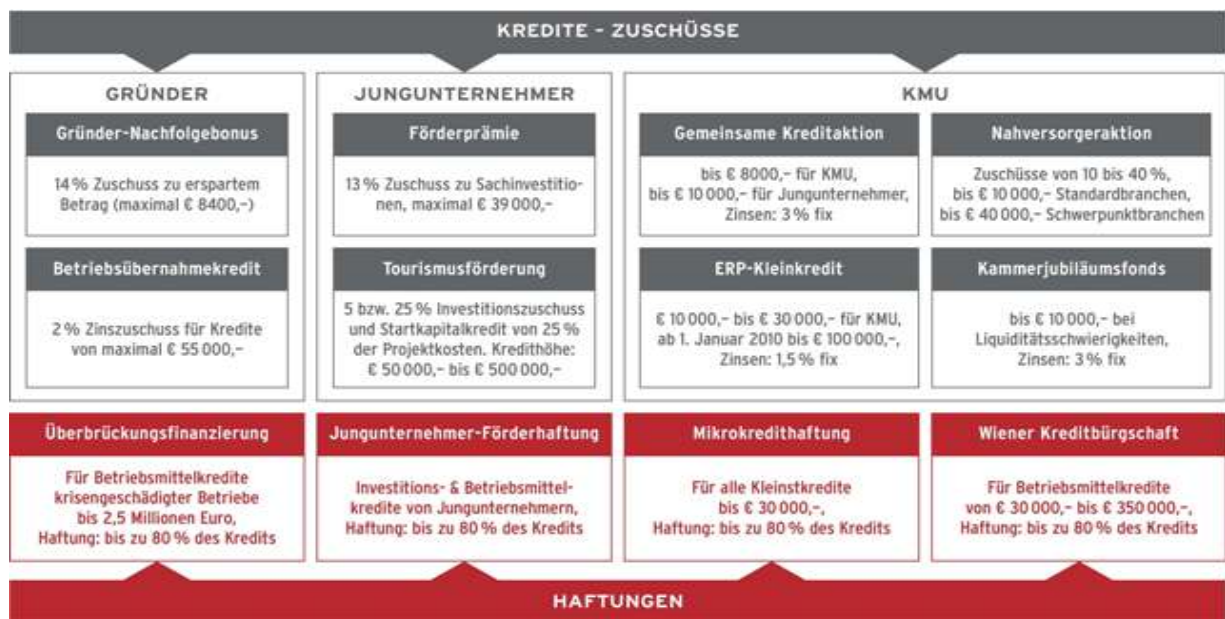 KREDITE – ZUSCHÜSSE
GRÜNDER
Gründer-Nachfolgebonus
14 % Zuschuss zu erspartem
Betrag (maximal € 8400,–)
Betriebsübernahmekredit
2 % Zinszuschuss für Kredite
von maximal € 55 000,–
JUNGUNTERNEHMER
Förderprämie
13 % Zuschuss zu Sachinvestitio-
nen, maximal € 39 000,–
Tourismusförderung
5 bzw. 25 % Investitionszuschuss
und Startkapitalkredit von 25 %
der Projektkosten. Kredithöhe:
€ 50 000,– bis € 500 000,–
KMU
Gemeinsame Kreditaktion
bis € 8000,– für KMU,
bis € 10 000,– für Jungunternehmer,
Zinsen: 3 % fix
Nahversorgeraktion
Zuschüsse von 10 bis 40 %,
bis € 10 000,– Standardbranchen,
bis € 40 000,– Schwerpunktbranchen
ERP-Kleinkredit
€ 10 000,– bis € 30 000,– für KMU,
ab 1. Januar 2010 bis € 100 000,–,
Zinsen: 1,5 % fix
Kammerjubiläumsfonds
bis € 10 000,– bei
Liquiditätsschwierigkeiten,
Zinsen: 3 % fix
Überbrückungsfinanzierung
Für Betriebsmittelkredite
krisengeschädigter Betriebe
bis 2,5 Millionen Euro,
Haftung: bis zu 80 % des Kredits
Jungunternehmer-Förderhaftung
Investitions- & Betriebsmittel-
kredite von Jungunternehmern,
Haftung: bis zu 80 % des Kredits
Mikrokredithaftung
Für alle Kleinstkredite
bis € 30 000,–,
Haftung: bis zu 80 % des Kredits
Wiener Kreditbürgschaft
Für Betriebsmittelkredite
von € 30 000,– bis € 350 000,–,
Haftung: bis zu 80 % des Kredits
HAFTUNGEN